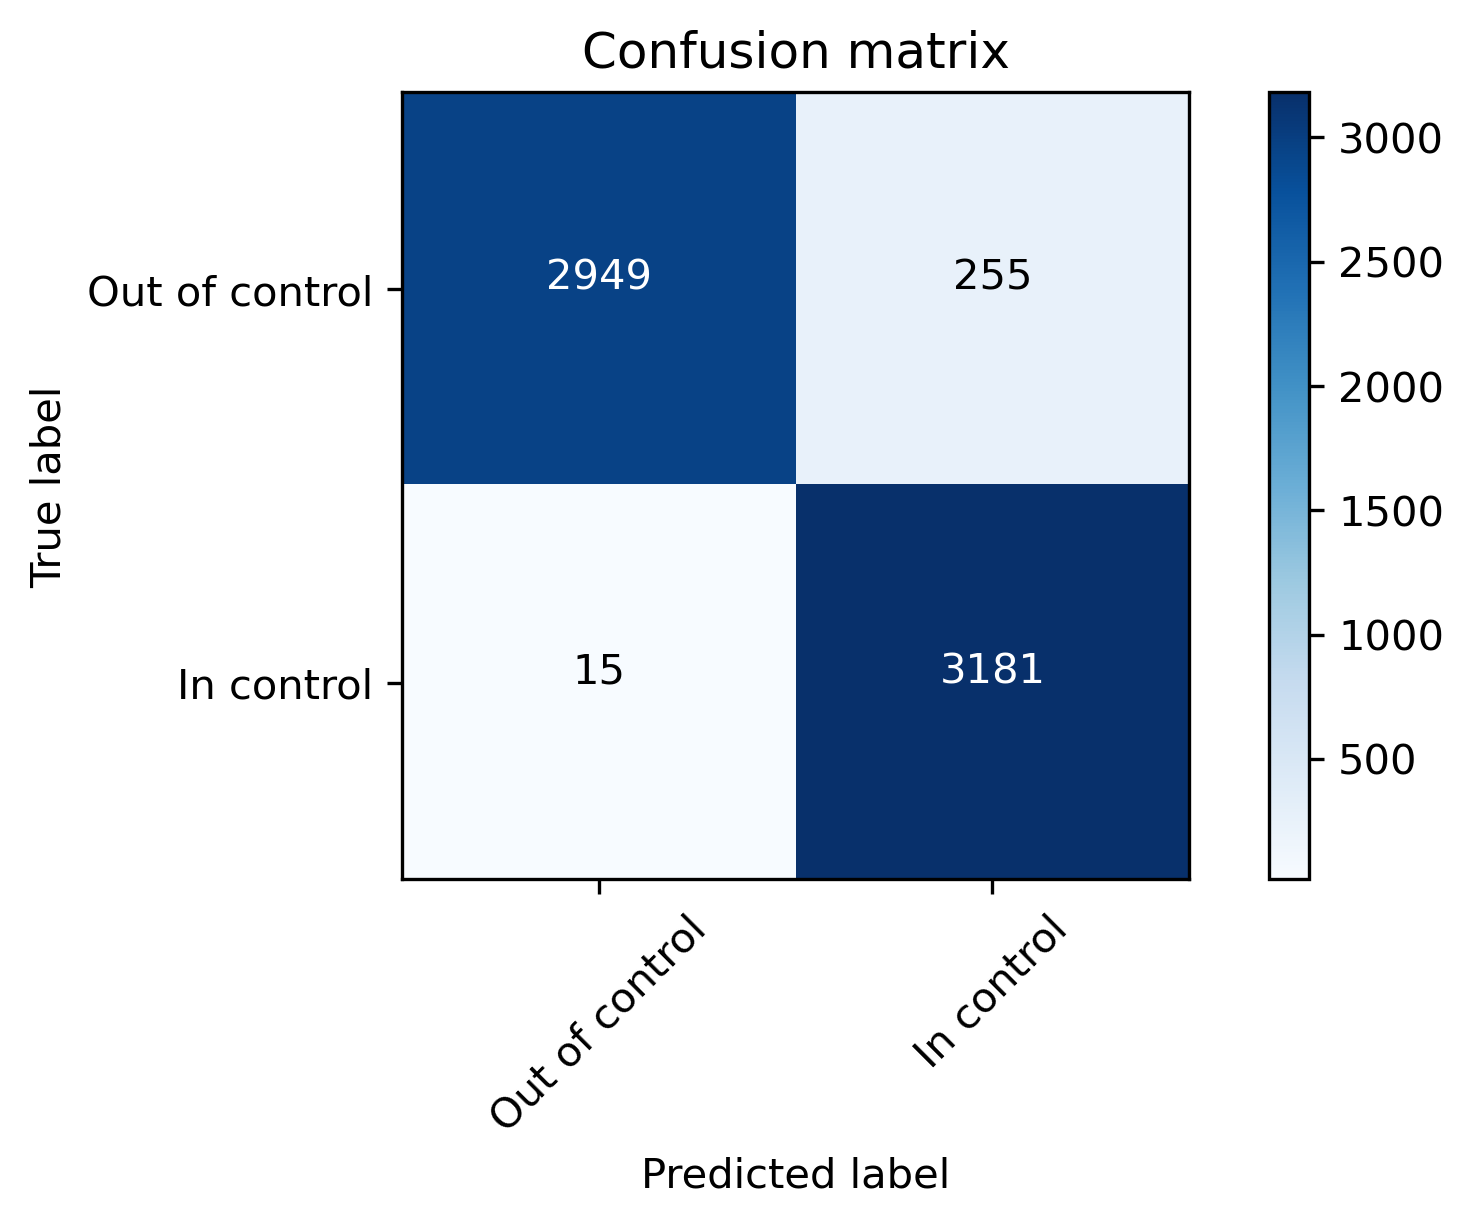 Confusion matrix
Out of control
2949
255
In control
15
3181
True label
Out of control
In control
Predicted label
3000
2500
2000
1500
1000
500